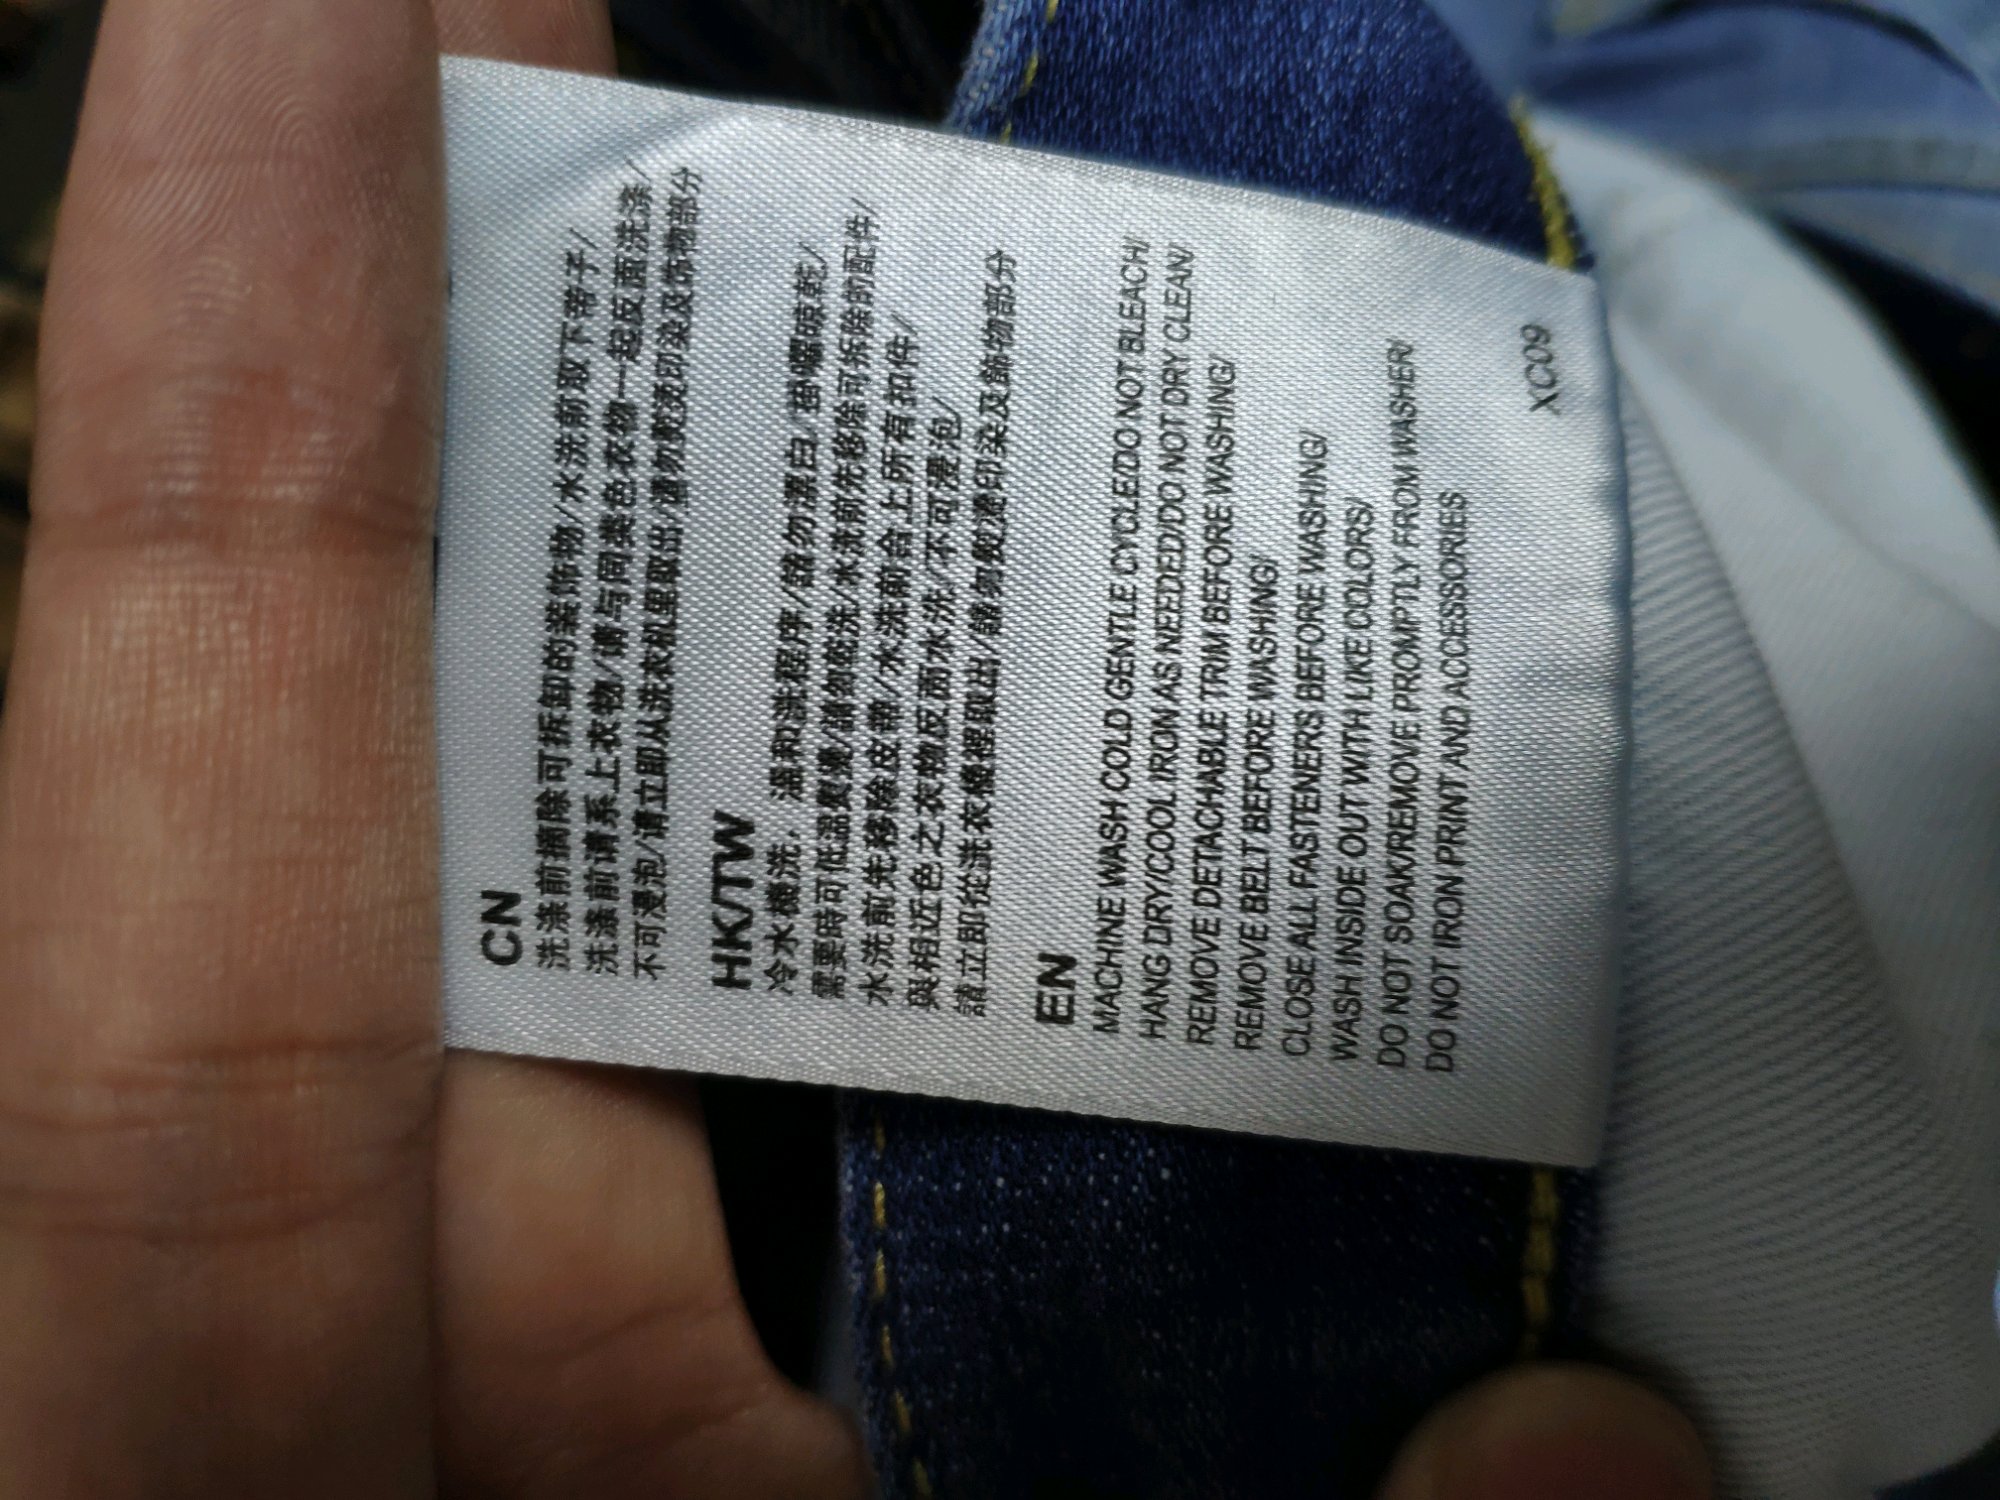 CN
洗涤前摘除可拆卸的装饰物/水洗前取下带子/
洗涤前请系上衣物/请与同类色衣物一起反面洗涤/
不可浸泡/请立即从洗衣机里取出/请勿熨烫印染及饰物部分
HK/TW
冷水機洗，溫和洗程序/請勿漂白/懸掛晾乾/
需要時可低溫熨燙/請勿乾洗/水洗前先移除可拆除的配件/
水洗前先移除皮帶/水洗前合上所有扣件/
與相近色之衣物反面水洗/不可浸泡/
請立即從洗衣機裡取出/請勿熨燙印染及飾物部分
EN
MACHINE WASH COLD GENTLE CYCLE/DO NOT BLEACH/
HANG DRY/COOL IRON AS NEEDED/DO NOT DRY CLEAN/
REMOVE DETACHABLE TRIM BEFORE WASHING/
REMOVE BELT BEFORE WASHING/
CLOSE ALL FASTENERS BEFORE WASHING/
WASH INSIDE OUT WITH LIKE COLORS/
DO NOT SOAK/REMOVE PROMPTLY FROM WASHER/
DO NOT IRON PRINT AND ACCESSORIES
XC09